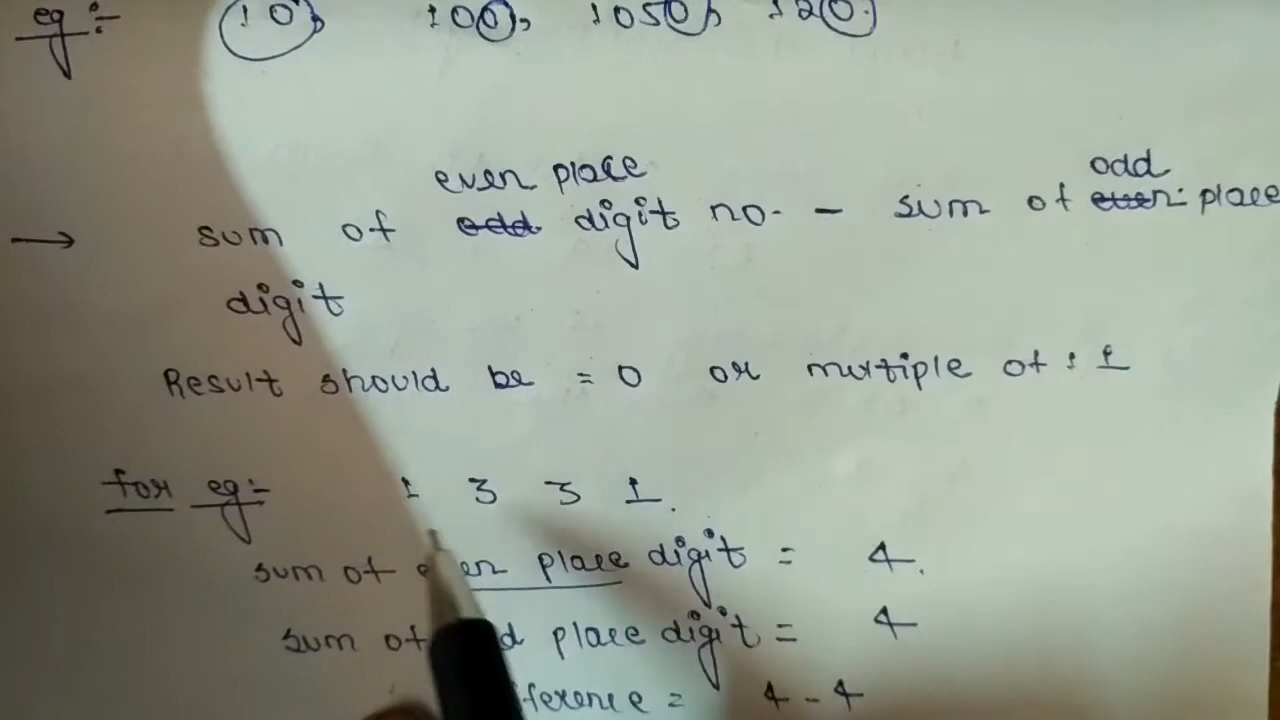 eg:- 10, 100, 1050, 120.
even place odd
→ sum of odd digit no. - sum of even place
digit
Result should be = 0 or multiple of 11
for eg:- 1 3 3 1.
sum of even place digit = 4.
sum of odd place digit = 4
ference = 4-4